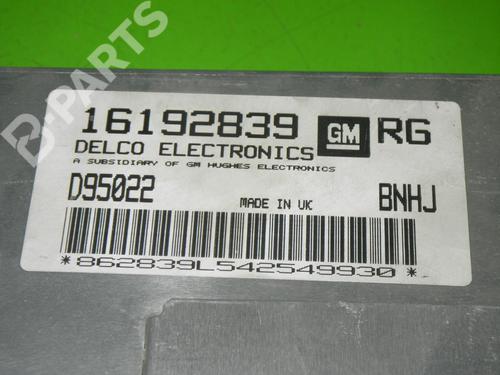 B-PARTS
16192839 GM RG
DELCO ELECTRONICS
A SUBSIDIARY OF GM HUGHES ELECTRONICS
D95022 MADE IN UK BNHJ
*862839L542549930*